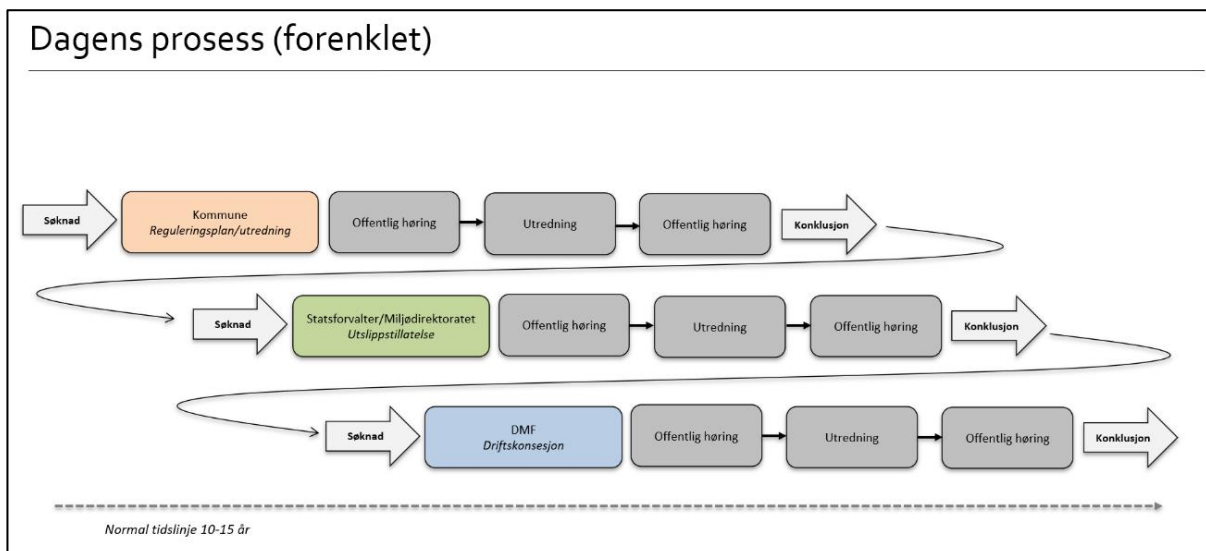 Dagens prosess (forenklet)
Søknad
Kommune
Reguleringsplan/utredning
Offentlig høring
Utredning
Offentlig høring
Konklusjon
Søknad
Statsforvalter/Miljødirektoratet
Utslippstillatelse
Offentlig høring
Utredning
Offentlig høring
Konklusjon
Søknad
DMF
Driftskonsesjon
Offentlig høring
Utredning
Offentlig høring
Konklusjon
Normal tidslinje 10-15 år